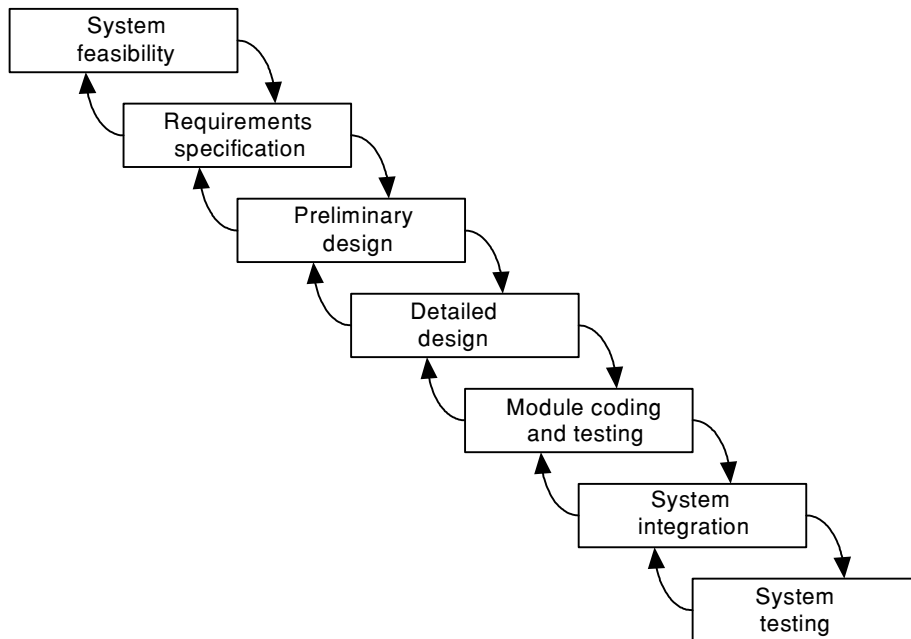 System
feasibility
Requirements
specification
Preliminary
design
Detailed
design
Module coding
and testing
System
integration
System
testing